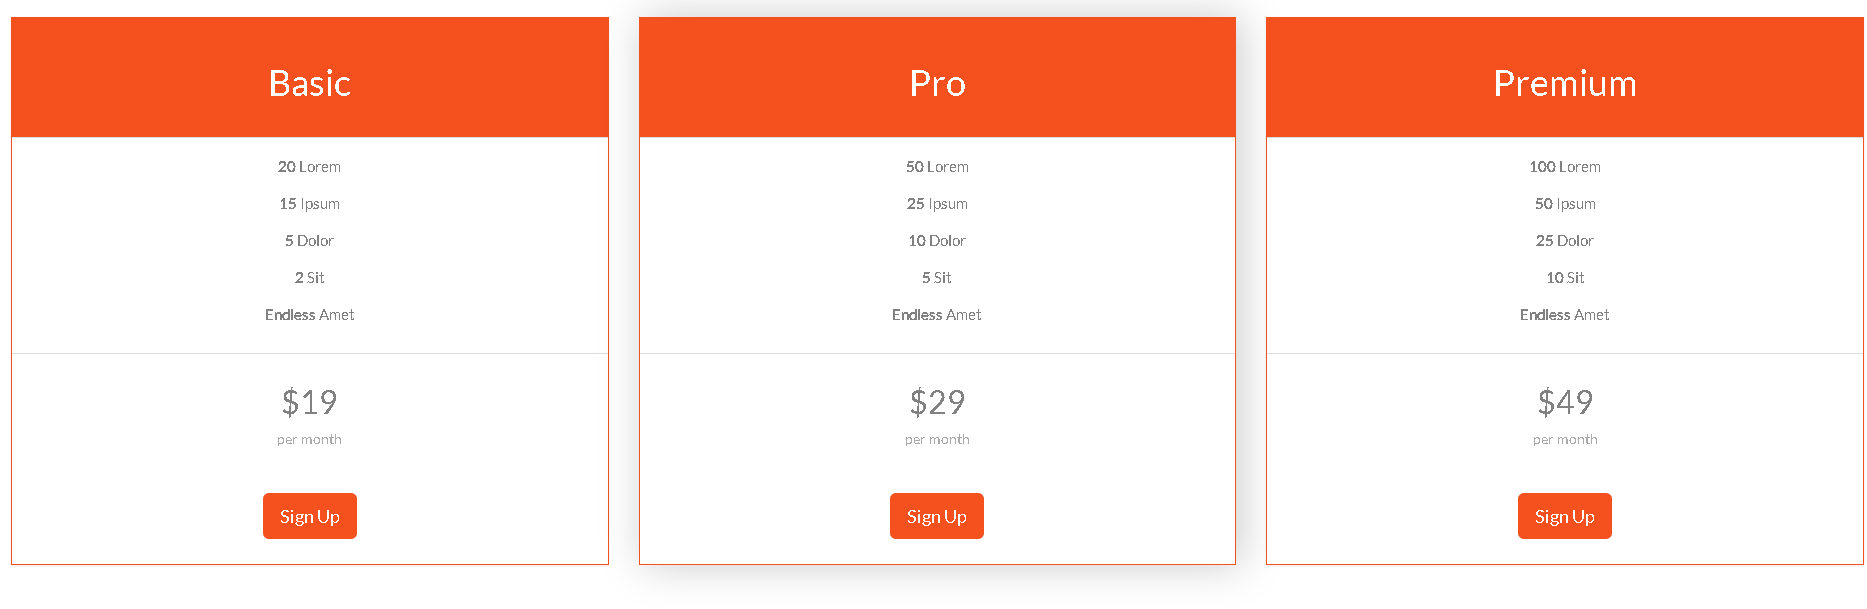 Basic
20 Lorem
15 Ipsum
5 Dolor
2 Sit
Endless Amet
$19
per month
Sign Up
Pro
50 Lorem
25 Ipsum
10 Dolor
5 Sit
Endless Amet
$29
per month
Sign Up
Premium
100 Lorem
50 Ipsum
25 Dolor
10 Sit
Endless Amet
$49
per month
Sign Up